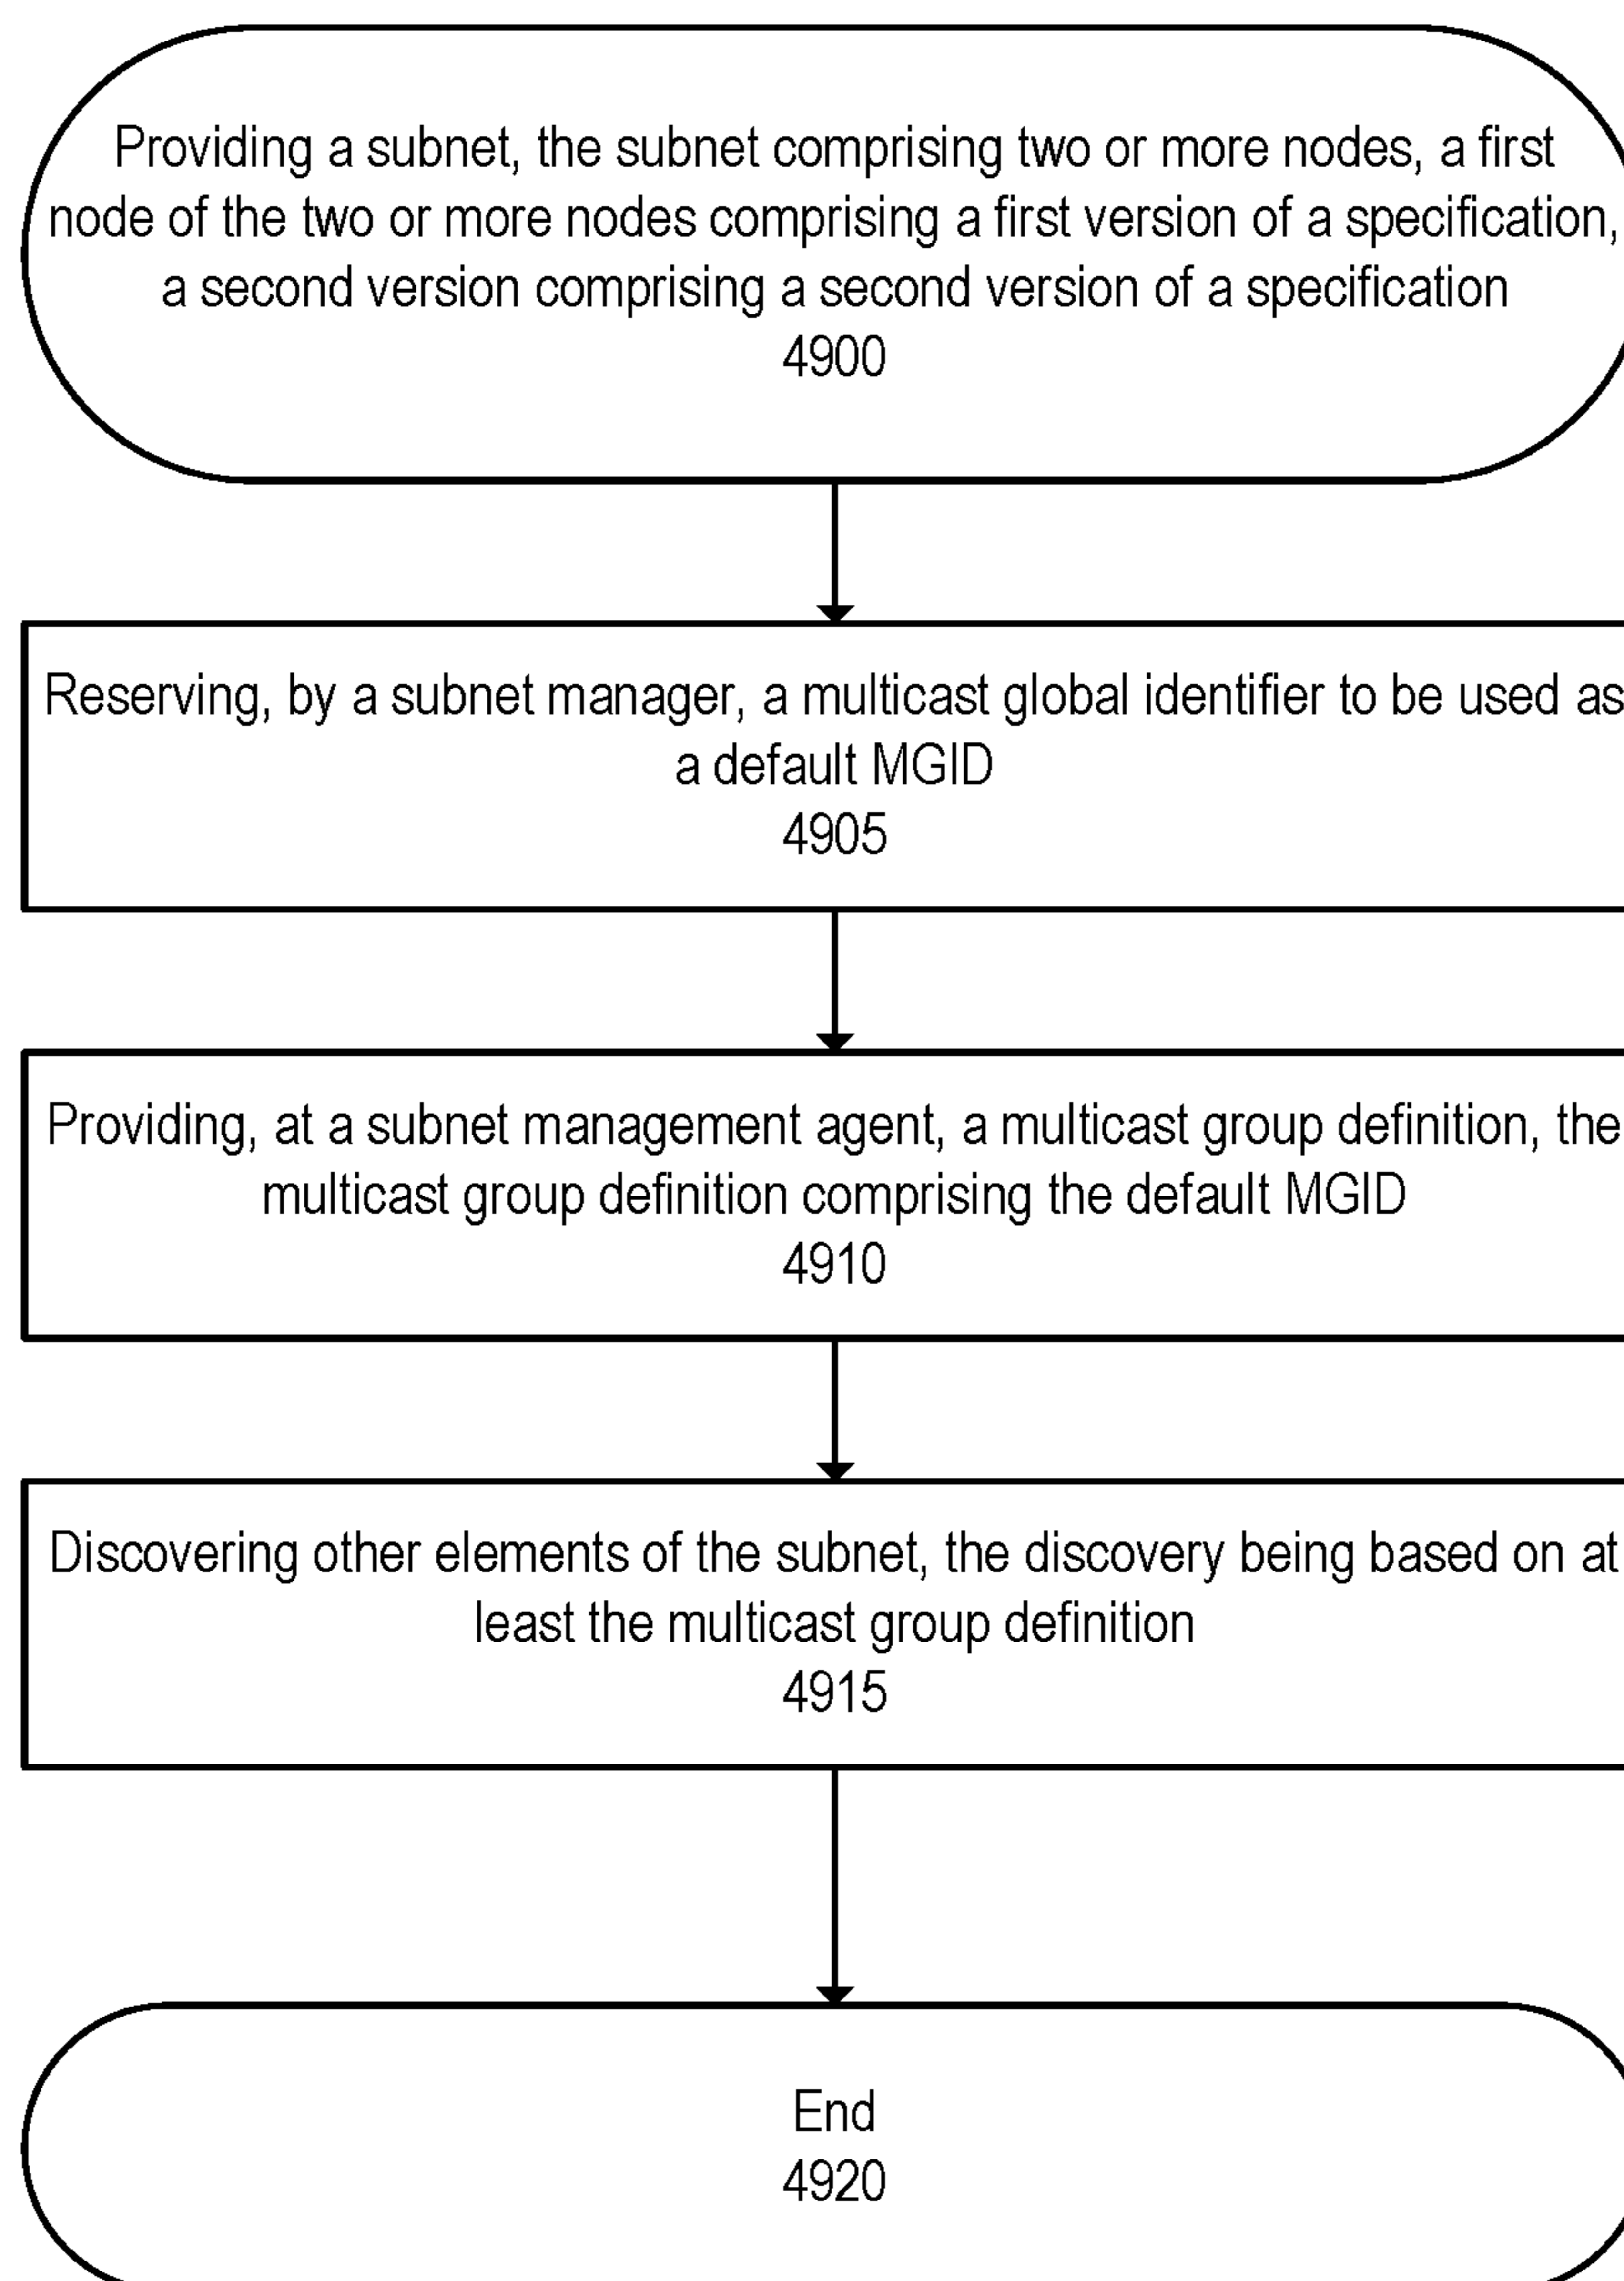 Providing a subnet, the subnet comprising two or more nodes, a first
node of the two or more nodes comprising a first version of a specification,
a second version comprising a second version of a specification
4900
Reserving, by a subnet manager, a multicast global identifier to be used as
a default MGID
4905
Providing, at a subnet management agent, a multicast group definition, the
multicast group definition comprising the default MGID
4910
Discovering other elements of the subnet, the discovery being based on at
least the multicast group definition
4915
End
4920